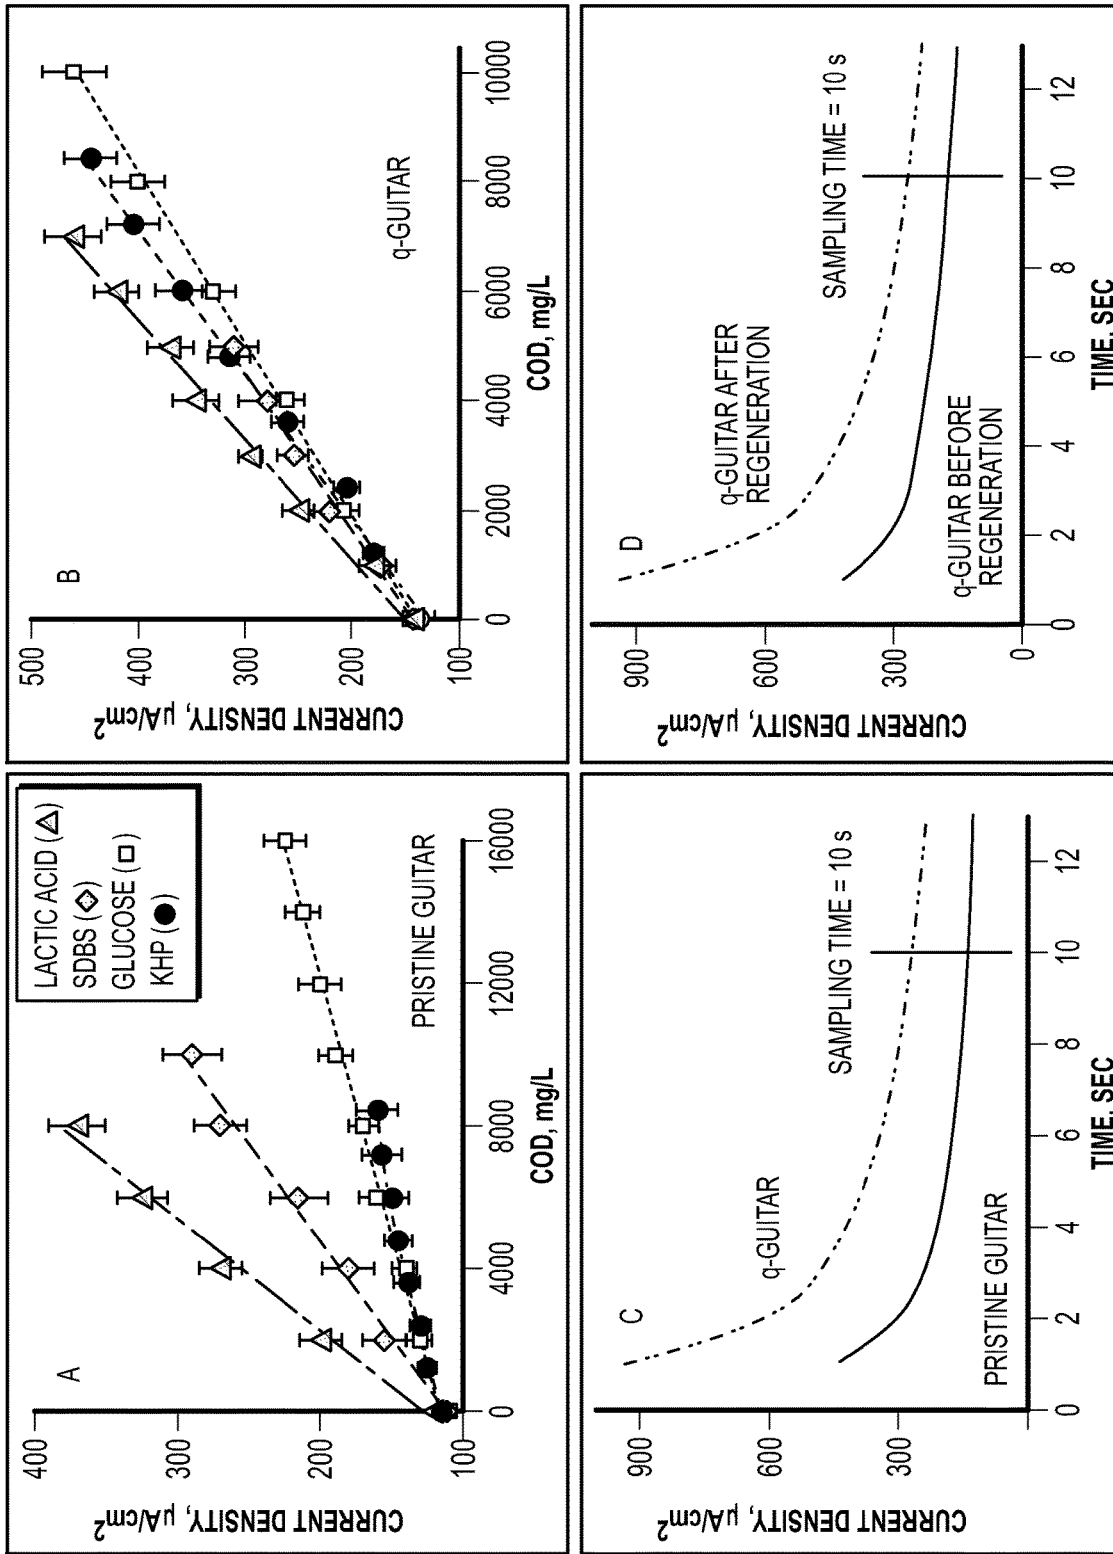 A
LACTIC ACID (△)
SDBS (◇)
GLUCOSE (□)
KHP (●)
PRISTINE GUITAR
400
300
200
100
CURRENT DENSITY, µA/cm²
0 4000 8000 12000 16000
COD, mg/L
B
q-GUITAR
500
400
300
200
100
CURRENT DENSITY, µA/cm²
0 2000 4000 6000 8000 10000
COD, mg/L
C
q-GUITAR
SAMPLING TIME = 10 s
PRISTINE GUITAR
900
600
300
CURRENT DENSITY, µA/cm²
0 2 4 6 8 10 12
TIME, SEC
D
q-GUITAR AFTER
REGENERATION
SAMPLING TIME = 10 s
q-GUITAR BEFORE
REGENERATION
900
600
300
0
CURRENT DENSITY, µA/cm²
0 2 4 6 8 10 12
TIME, SEC